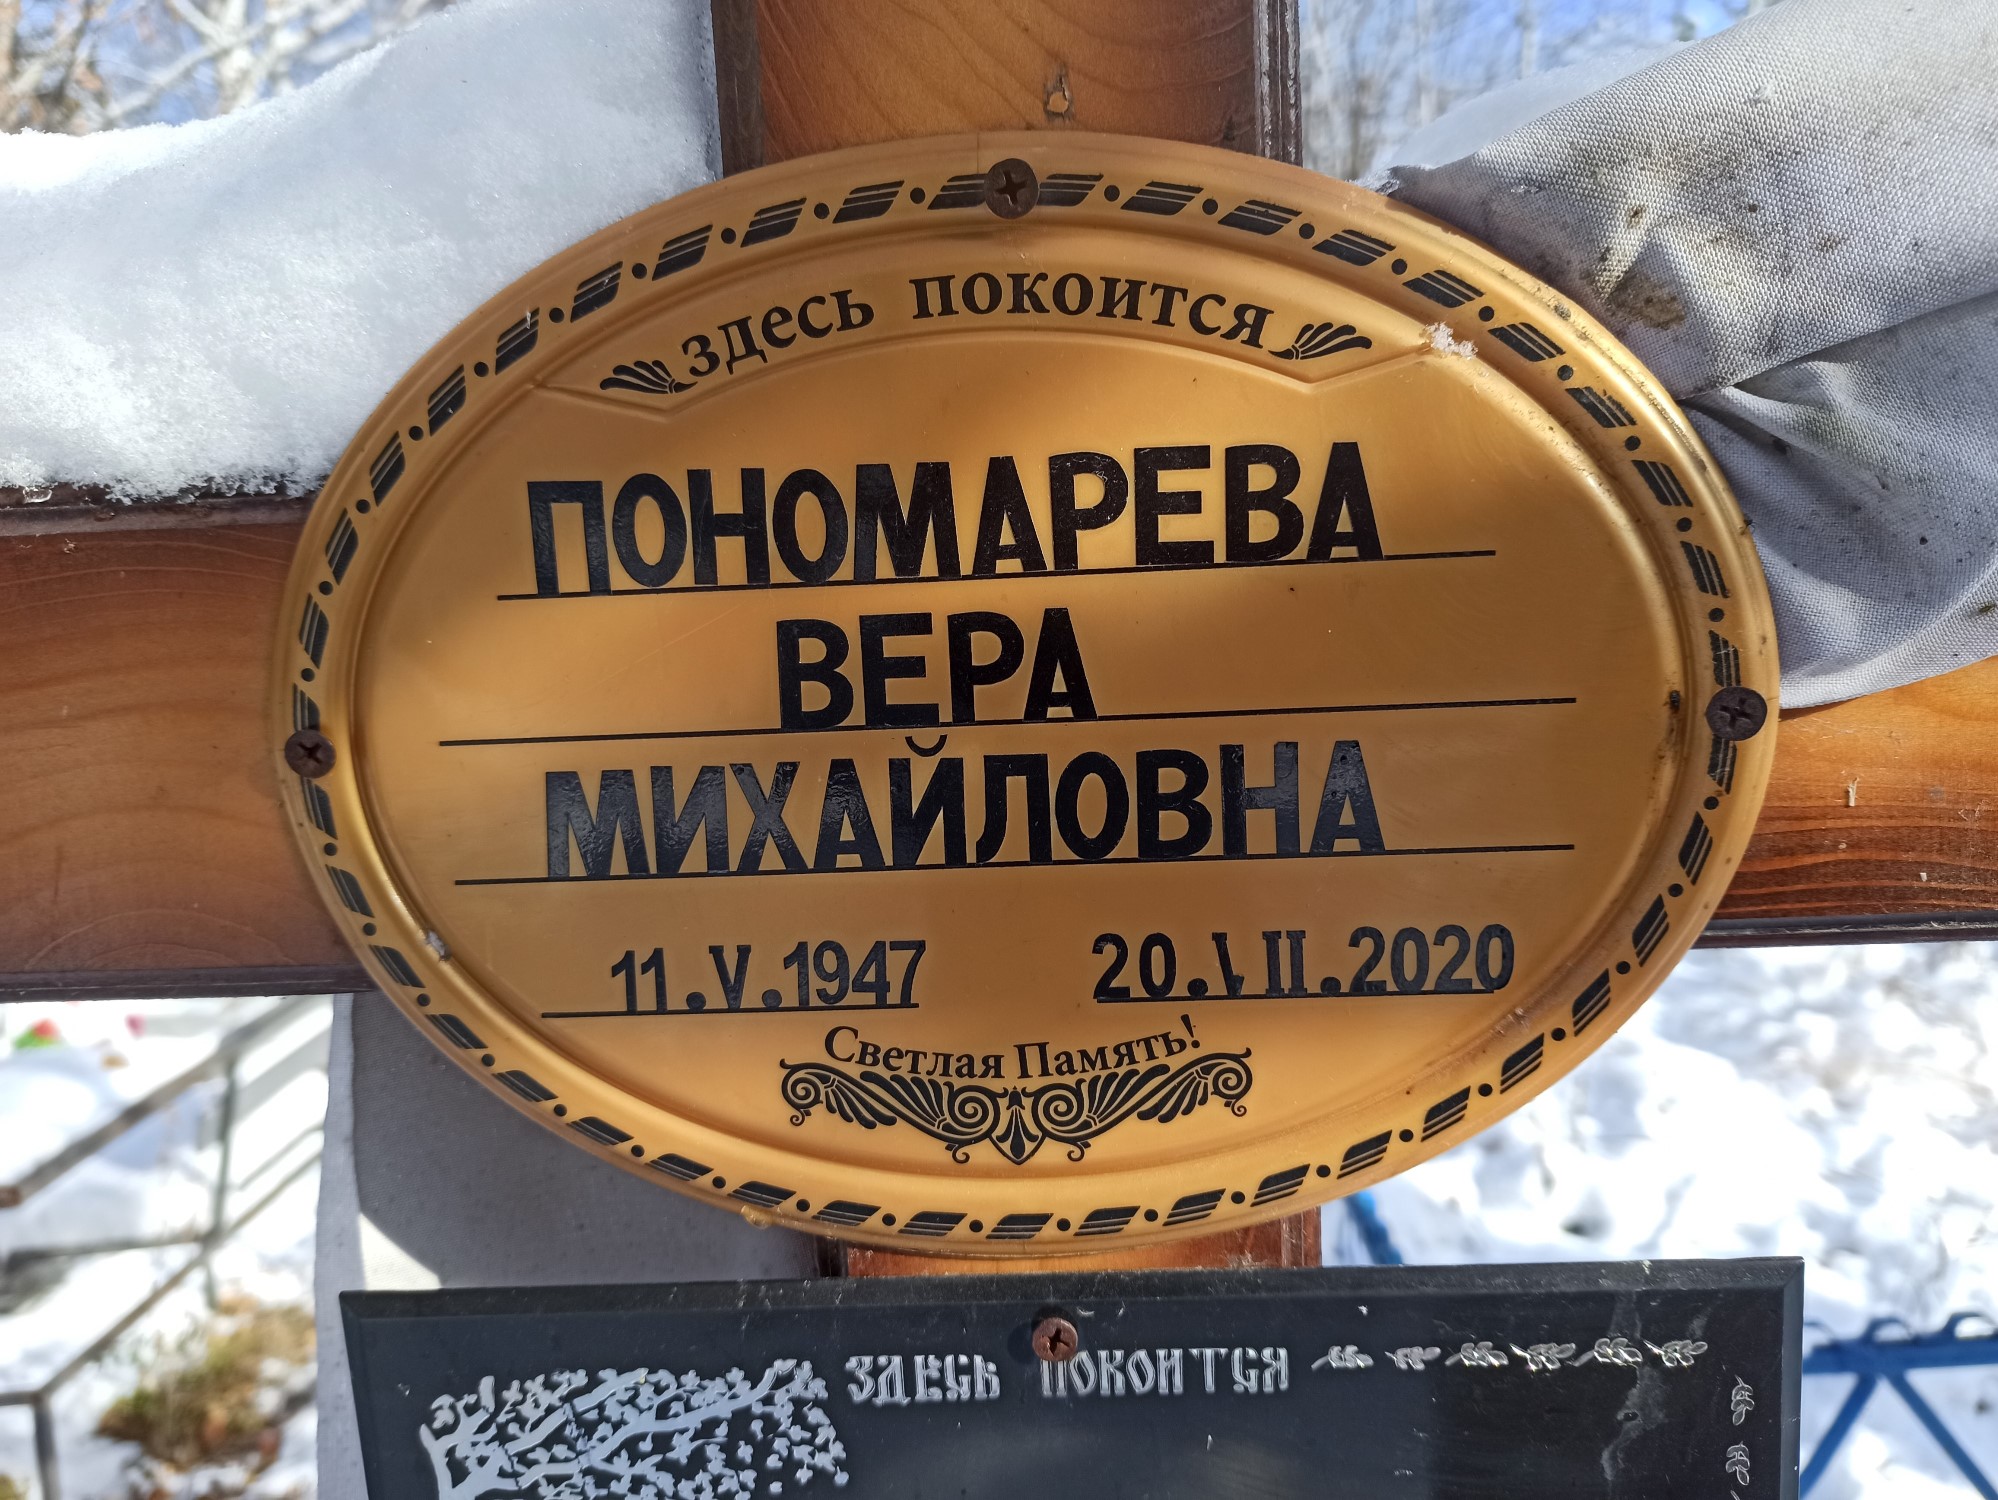 здесь покоится
ПОНОМАРЕВА
ВЕРА
МИХАЙЛОВНА
11.V.1947 20.VII.2020
Светлая Память!
ЗДЕСЬ ПОКОИТСЯ